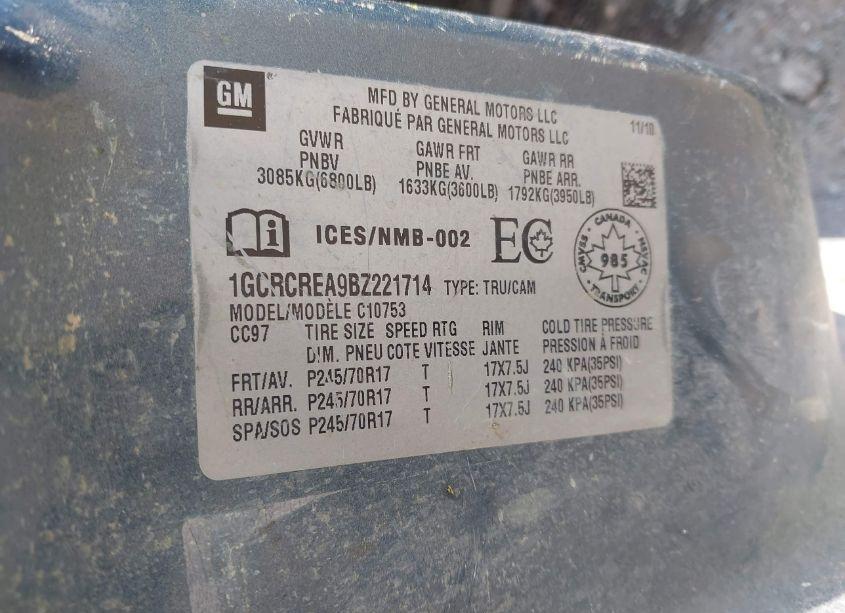 GM
MFD BY GENERAL MOTORS LLC
FABRIQUÉ PAR GENERAL MOTORS LLC
11/10
GVWR GAWR FRT GAWR RR
PNBV PNBE AV. PNBE ARR.
3085KG(6800LB) 1633KG(3600LB) 1792KG(3950LB)
ICES/NMB-002 EC
CANADA
CMVSS 985 NSVAC
TRANSPORT
1GCRCREA9BZ221714 TYPE: TRU/CAM
MODEL/MODÈLE C10753
CC97 TIRE SIZE SPEED RTG RIM COLD TIRE PRESSURE
DIM. PNEU COTE VITESSE JANTE PRESSION À FROID
FRT/AV. P245/70R17 T 17X7.5J 240 KPA(35PSI)
RR/ARR. P245/70R17 T 17X7.5J 240 KPA(35PSI)
SPA/SOS P245/70R17 T 17X7.5J 240 KPA(35PSI)